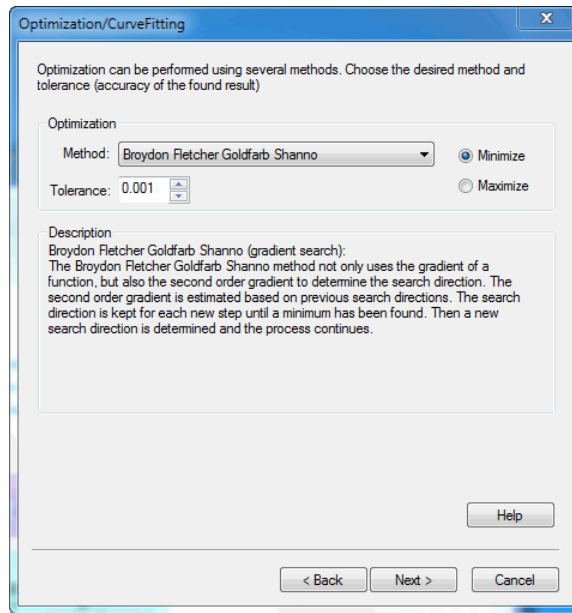 Optimization/CurveFitting
X
Optimization can be performed using several methods. Choose the desired method and
tolerance (accuracy of the found result)
Optimization
Method: Broydon Fletcher Goldfarb Shanno
Minimize
Tolerance: 0.001
Maximize
Description
Broydon Fletcher Goldfarb Shanno (gradient search):
The Broydon Fletcher Goldfarb Shanno method not only uses the gradient of a
function, but also the second order gradient to determine the search direction. The
second order gradient is estimated based on previous search directions. The search
direction is kept for each new step until a minimum has been found. Then a new
search direction is determined and the process continues.
Help
< Back Next > Cancel